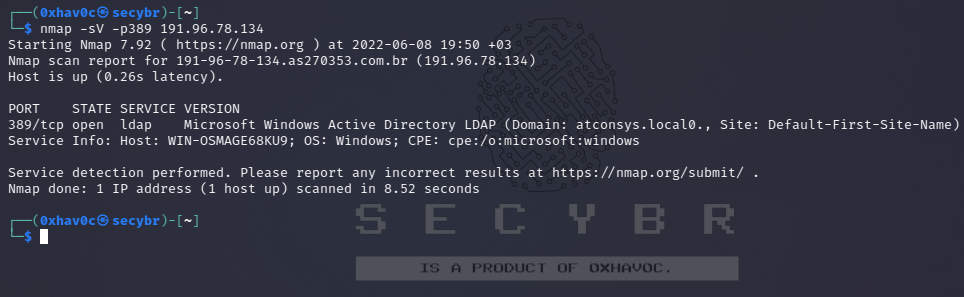 ┌──(0xhav0c㉿secybr)-[~]
└─$ nmap -sV -p389 191.96.78.134
Starting Nmap 7.92 ( https://nmap.org ) at 2022-06-08 19:50 +03
Nmap scan report for 191-96-78-134.as270353.com.br (191.96.78.134)
Host is up (0.26s latency).

PORT    STATE SERVICE VERSION
389/tcp open  ldap    Microsoft Windows Active Directory LDAP (Domain: atconsys.local0., Site: Default-First-Site-Name)
Service Info: Host: WIN-OSMAGE68KU9; OS: Windows; CPE: cpe:/o:microsoft:windows

Service detection performed. Please report any incorrect results at https://nmap.org/submit/ .
Nmap done: 1 IP address (1 host up) scanned in 8.52 seconds

┌──(0xhav0c㉿secybr)-[~]
└─$
SECYBR
IS A PRODUCT OF 0XHAV0C.